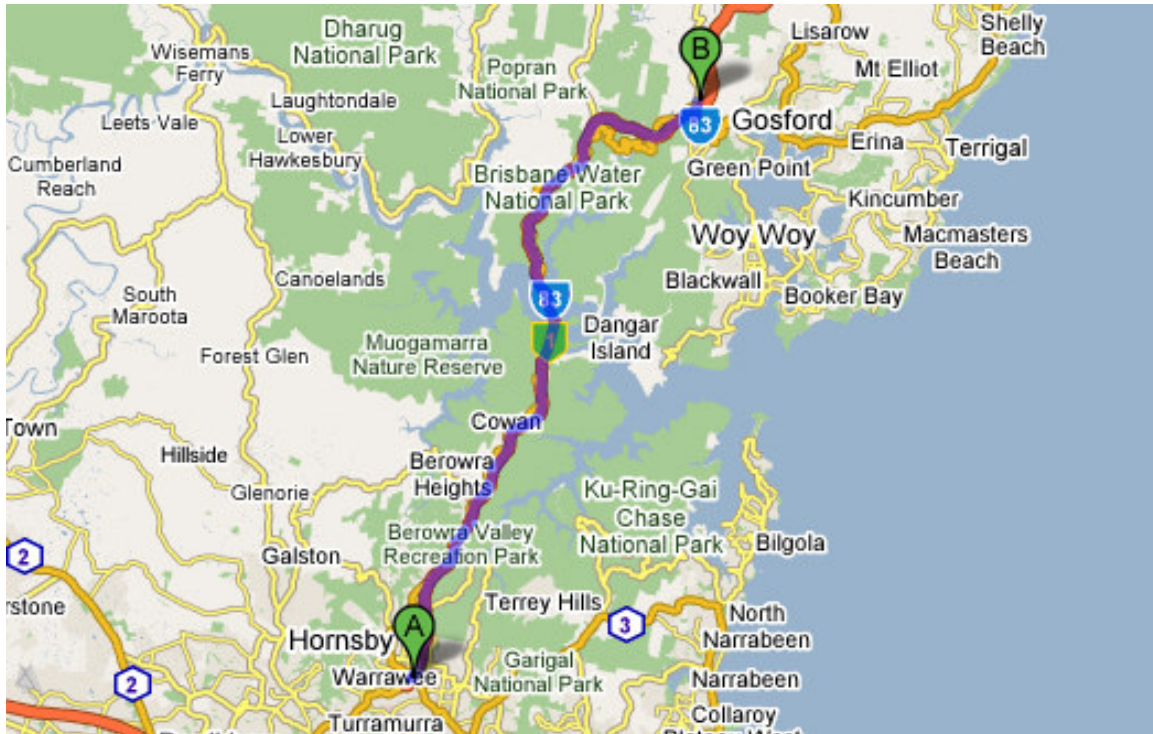 Dharug
National Park
Wisemans
Ferry
Popran
National Park
Lisarow
Shelly
Beach
Mt Elliot
B
Laughtondale
Leets Vale
Lower
Hawkesbury
83
Gosford
Erina
Terrigal
Cumberland
Reach
Green Point
Brisbane Water
National Park
Kincumber
Woy Woy
Macmasters
Beach
Canoelands
Blackwall
Booker Bay
South
Maroota
83
1
Dangar
Island
Forest Glen
Muogamarra
Nature Reserve
Cowan
Town
Hillside
Berowra
Heights
Glenorie
Ku-Ring-Gai
Chase
National Park
2
Galston
Berowra Valley
Recreation Park
Bilgola
rstone
Terrey Hills
3
North
Narrabeen
Hornsby
A
Warrawee
Garigal
National Park
Narrabeen
2
Turramurra
Collaroy